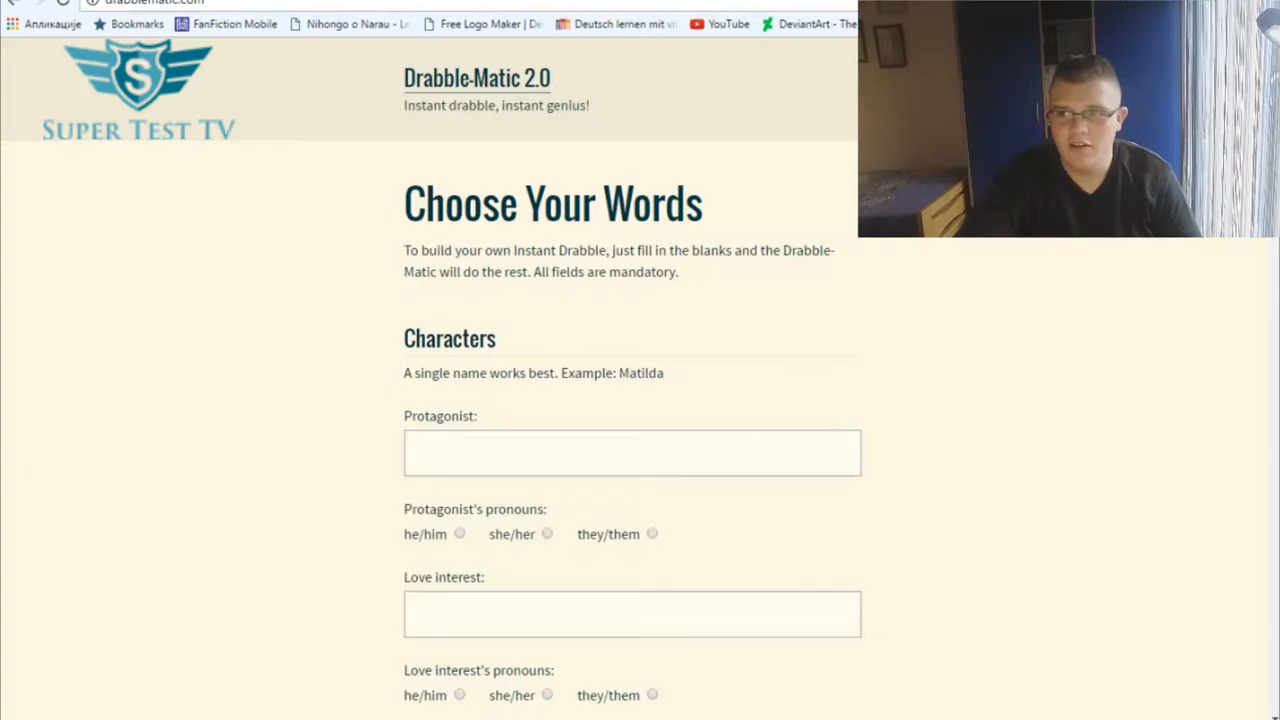 drabblematic.com
Апликације Bookmarks FanFiction Mobile Nihongo o Narau - Le Free Logo Maker | De Deutsch lernen mit vi YouTube DeviantArt - The
S
SUPER TEST TV
Drabble-Matic 2.0
Instant drabble, instant genius!
Choose Your Words
To build your own Instant Drabble, just fill in the blanks and the Drabble-
Matic will do the rest. All fields are mandatory.
Characters
A single name works best. Example: Matilda
Protagonist:
Protagonist's pronouns:
he/him she/her they/them
Love interest:
Love interest's pronouns:
he/him she/her they/them